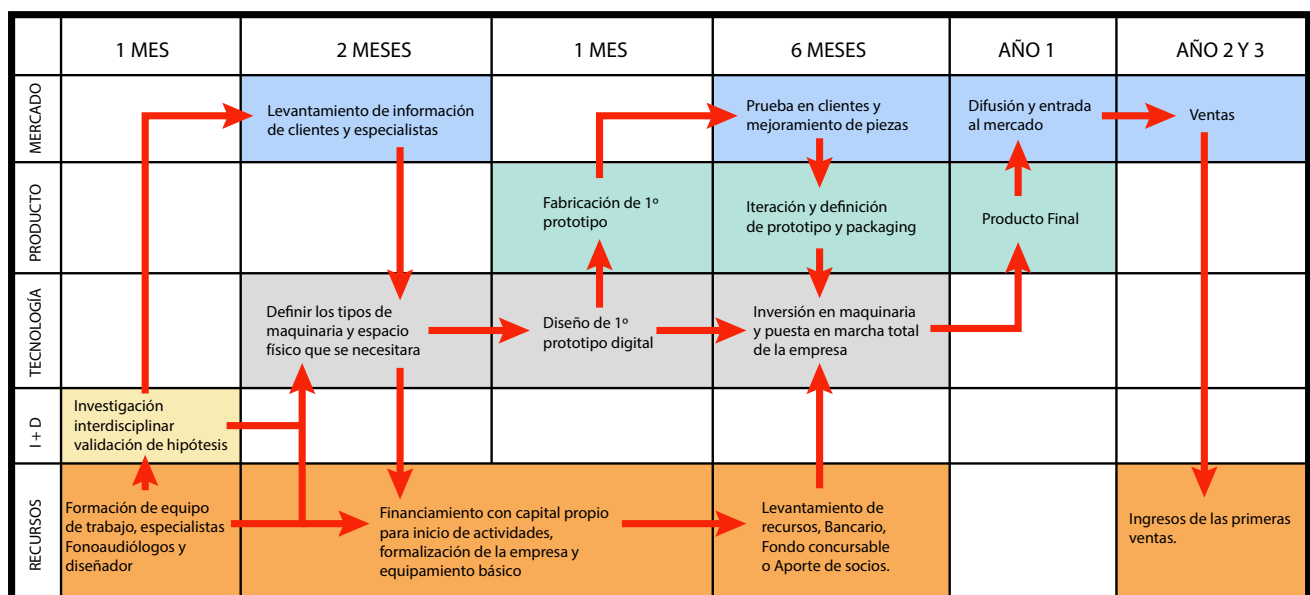 1 MES
2 MESES
1 MES
6 MESES
AÑO 1
AÑO 2 Y 3
MERCADO
Levantamiento de información
de clientes y especialistas
Prueba en clientes y
mejoramiento de piezas
Difusión y entrada
al mercado
Ventas
PRODUCTO
Fabricación de 1º
prototipo
Iteración y definición
de prototipo y packaging
Producto Final
TECNOLOGÍA
Definir los tipos de
maquinaria y espacio
físico que se necesitara
Diseño de 1º
prototipo digital
Inversión en maquinaria
y puesta en marcha total
de la empresa
I + D
Investigación
interdisciplinar
validación de hipótesis
RECURSOS
Formación de equipo
de trabajo, especialistas
Fonoaudiólogos y
diseñador
Financiamiento con capital propio
para inicio de actividades,
formalización de la empresa y
equipamiento básico
Levantamiento de
recursos, Bancario,
Fondo concursable
o Aporte de socios.
Ingresos de las primeras
ventas.